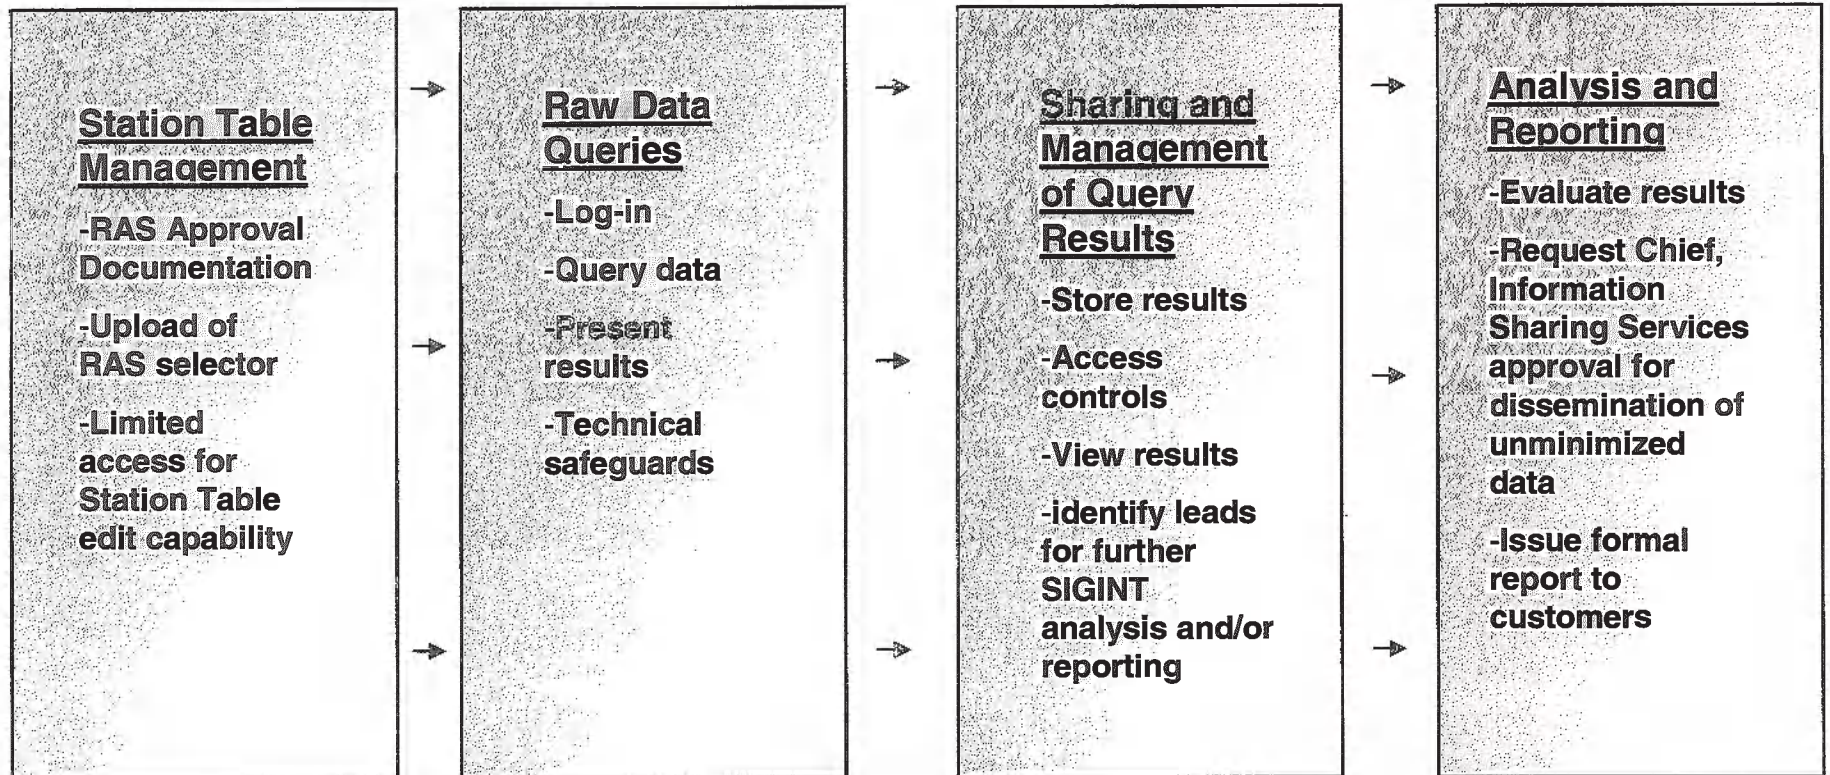 Station Table
Management
-RAS Approval
Documentation
-Upload of
RAS selector
-Limited
access for
Station Table
edit capability
Raw Data
Queries
-Log-in
-Query data
-Present
results
-Technical
safeguards
Sharing and
Management
of Query
Results
-Store results
-Access
controls
-View results
-identify leads
for further
SIGINT
analysis and/or
reporting
Analysis and
Reporting
-Evaluate results
-Request Chief,
Information
Sharing Services
approval for
dissemination of
unminimized
data
-Issue formal
report to
customers